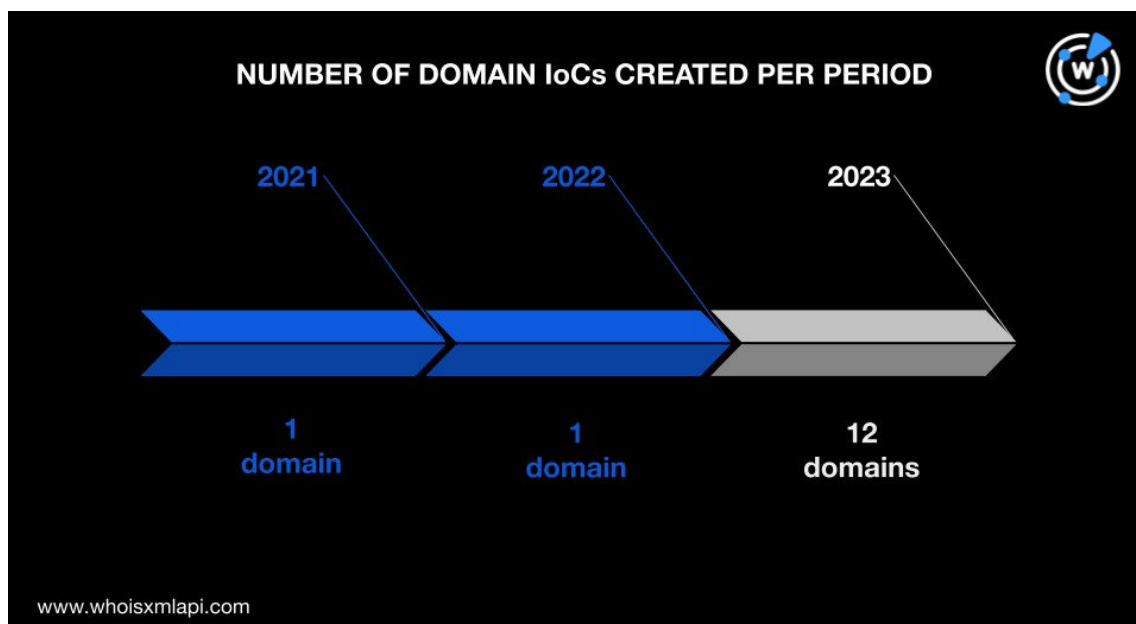 NUMBER OF DOMAIN IoCs CREATED PER PERIOD
W
2021
2022
2023
1
domain
1
domain
12
domains
www.whoisxmlapi.com